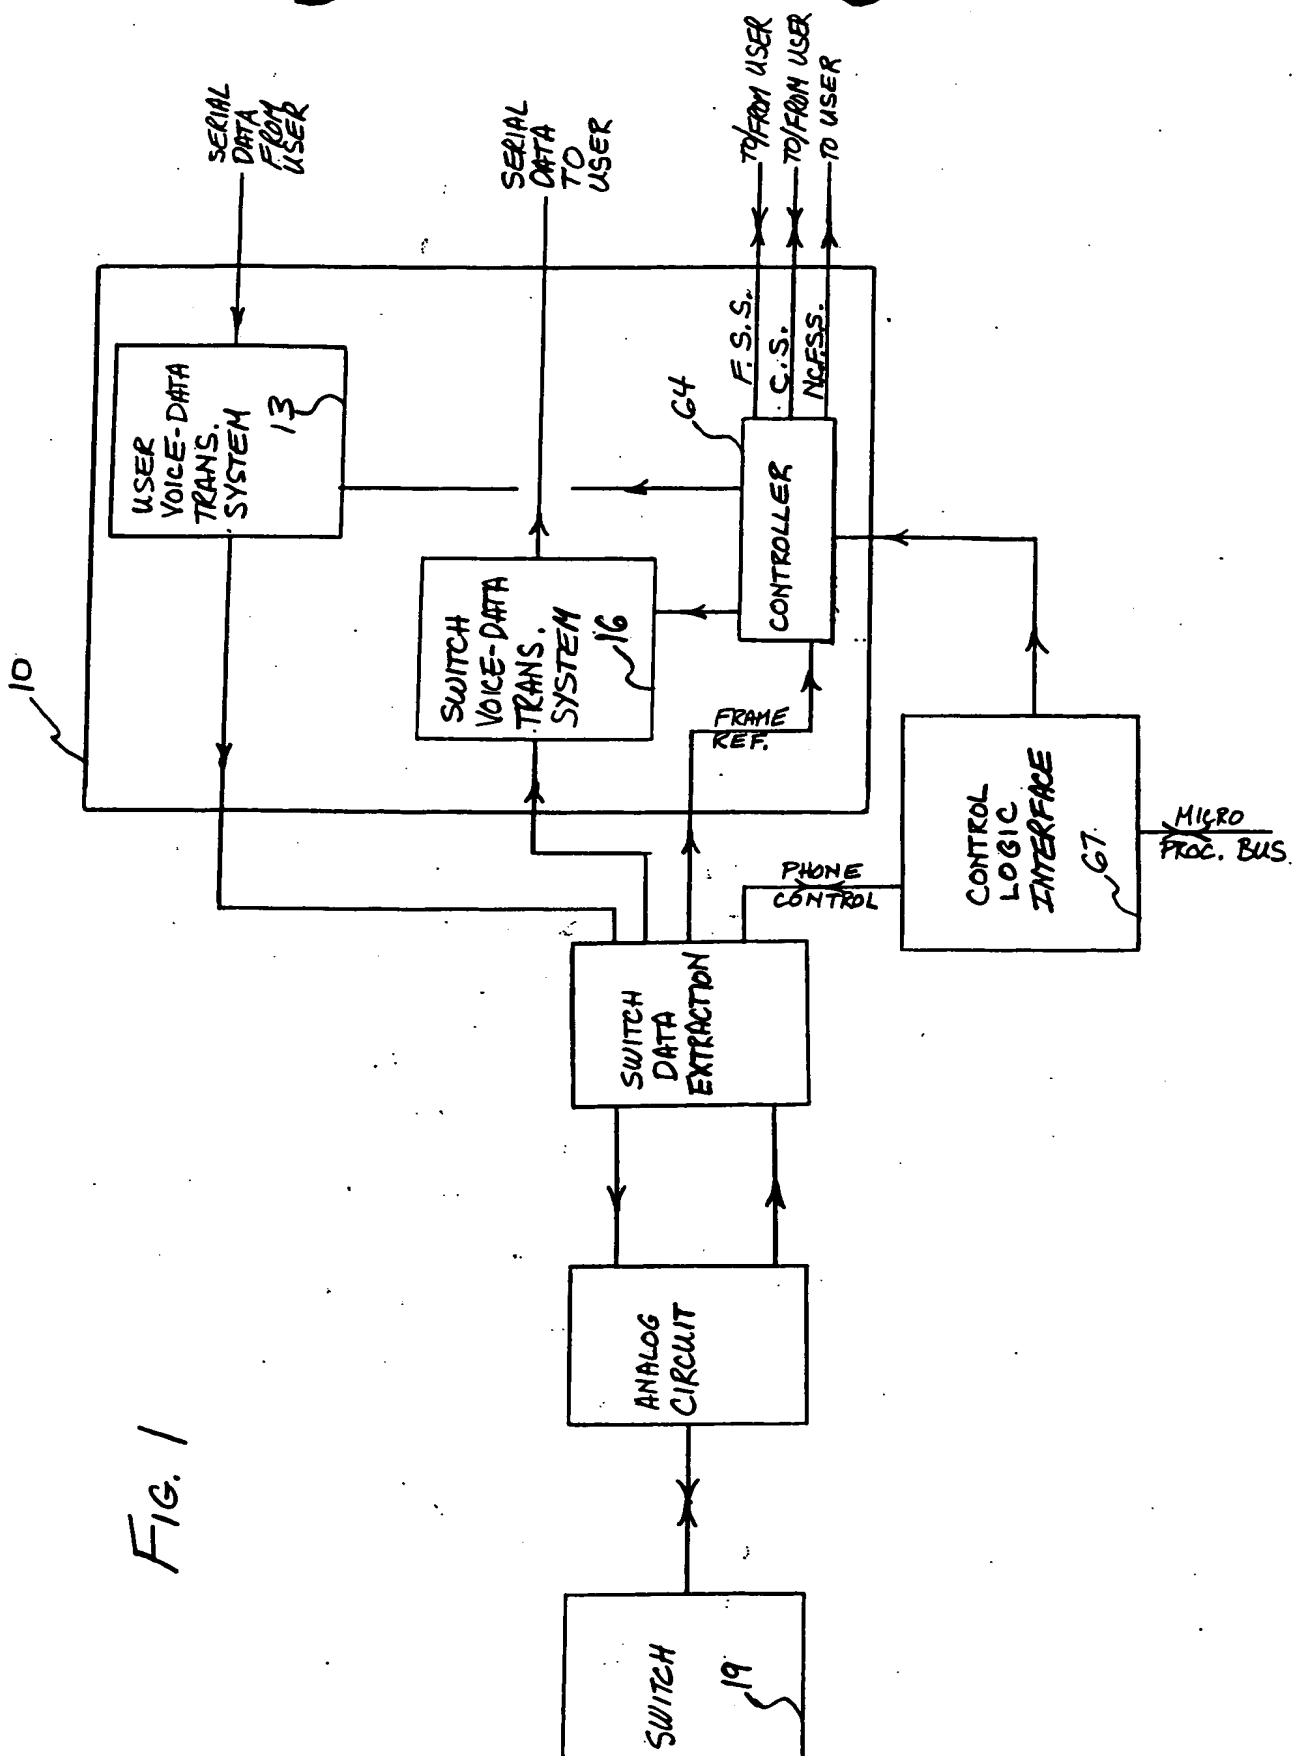 FIG. 1
10
SERIAL
DATA
FROM
USER
USER
VOICE-DATA
TRANS.
SYSTEM
13
SERIAL
DATA
TO
USER
SWITCH
VOICE-DATA
TRANS.
SYSTEM
16
TO/FROM USER
TO/FROM USER
TO USER
F.S.S.
C.S.
N.C.F.S.S.
64
CONTROLLER
FRAME
REF.
PHONE
CONTROL
CONTROL
LOGIC
INTERFACE
67
MICRO
PROC. BUS
SWITCH
DATA
EXTRACTION
ANALOG
CIRCUIT
SWITCH
19